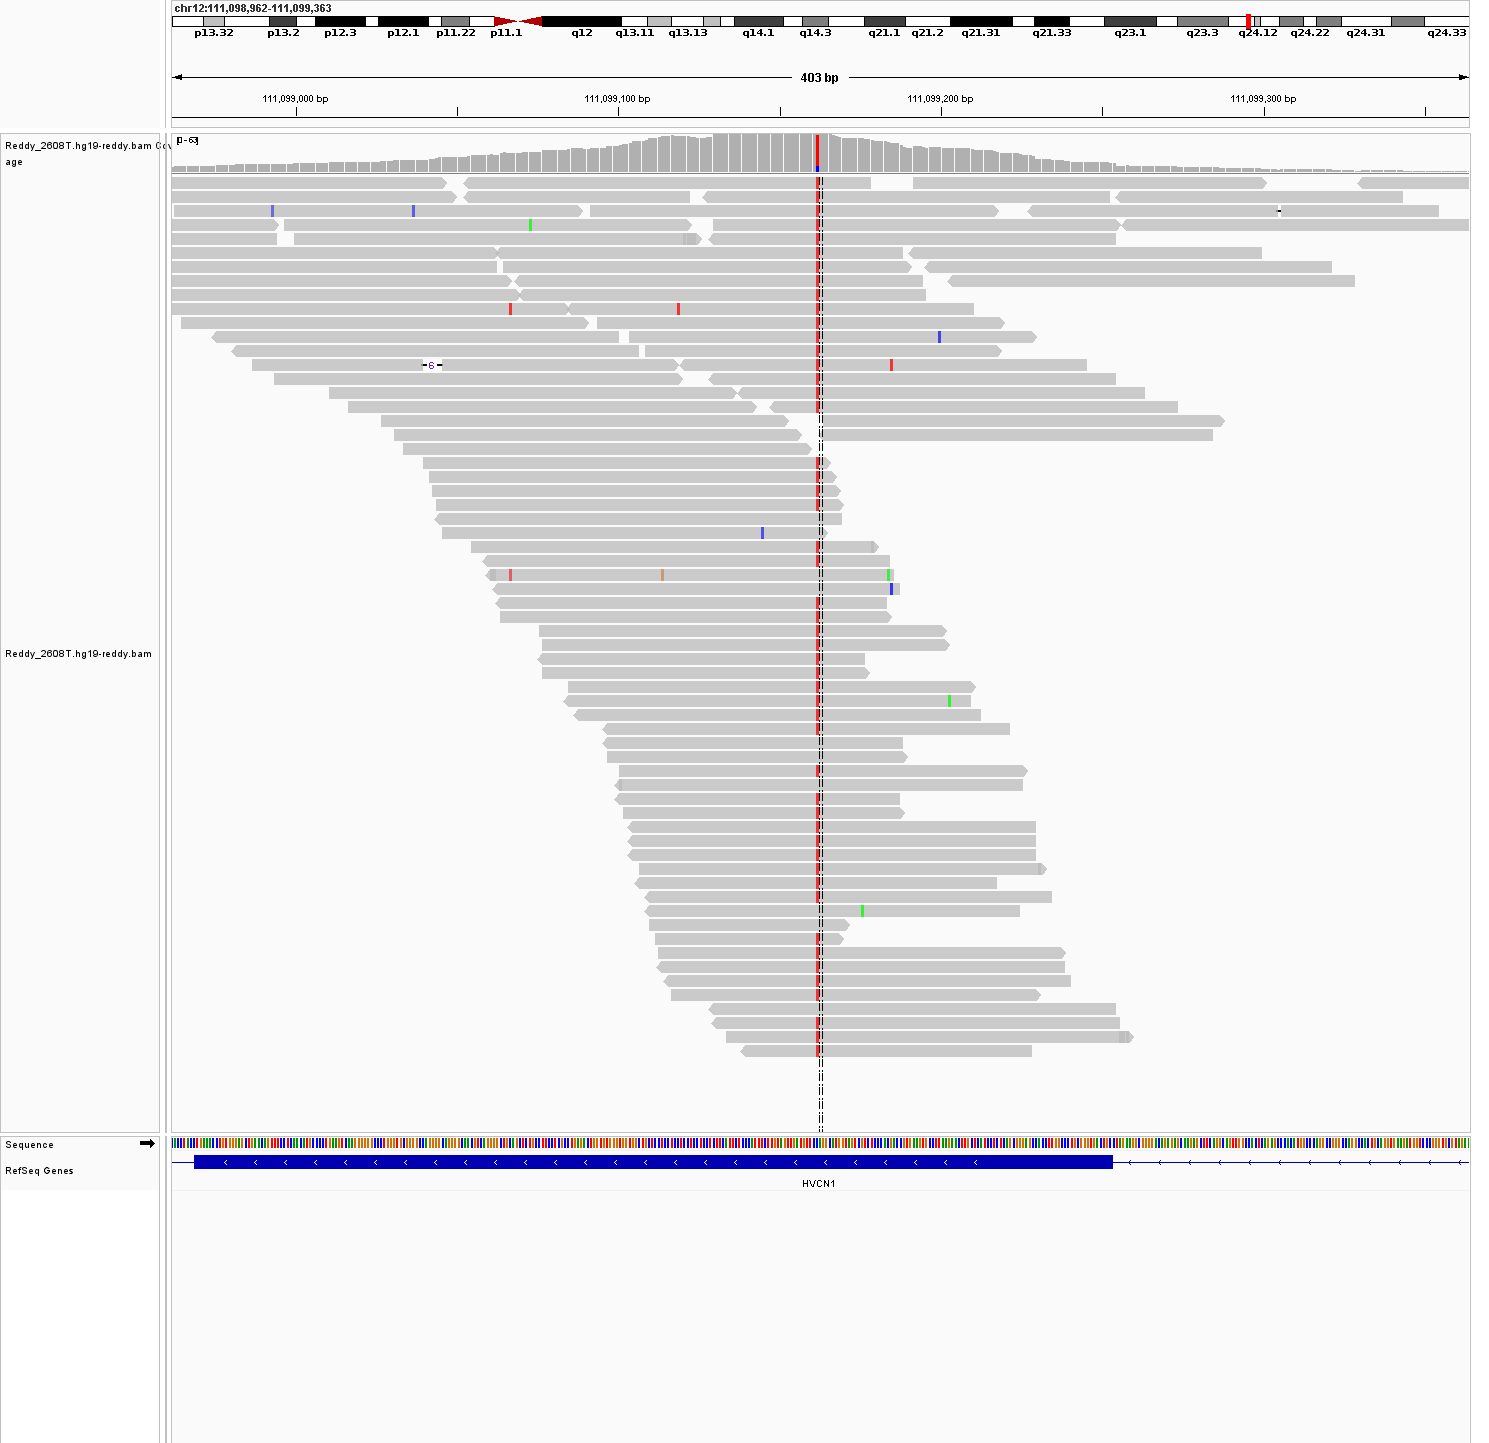 chr12:111,098,962-111,099,363
p13.32 p13.2 p12.3 p12.1 p11.22 p11.1 q12 q13.11 q13.13 q14.1 q14.3 q21.1 q21.2 q21.31 q21.33 q23.1 q23.3 q24.12 q24.22 q24.31 q24.33
403 bp
111,099,000 bp 111,099,100 bp 111,099,200 bp 111,099,300 bp
[0-63]
Reddy_2608T.hg19-reddy.bam Cov
age
6
Reddy_2608T.hg19-reddy.bam
Sequence
RefSeq Genes
HVCN1